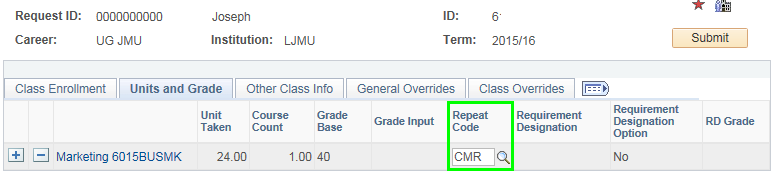 Request ID: 0000000000 Joseph ID: 6
Career: UG JMU Institution: LJMU Term: 2015/16 Submit
Class Enrollment Units and Grade Other Class Info General Overrides Class Overrides
Unit Taken Course Count Grade Base Grade Input Repeat Code Requirement Designation Requirement Designation Option RD Grade
Marketing 6015BUSMK 24.00 1.00 40 CMR No